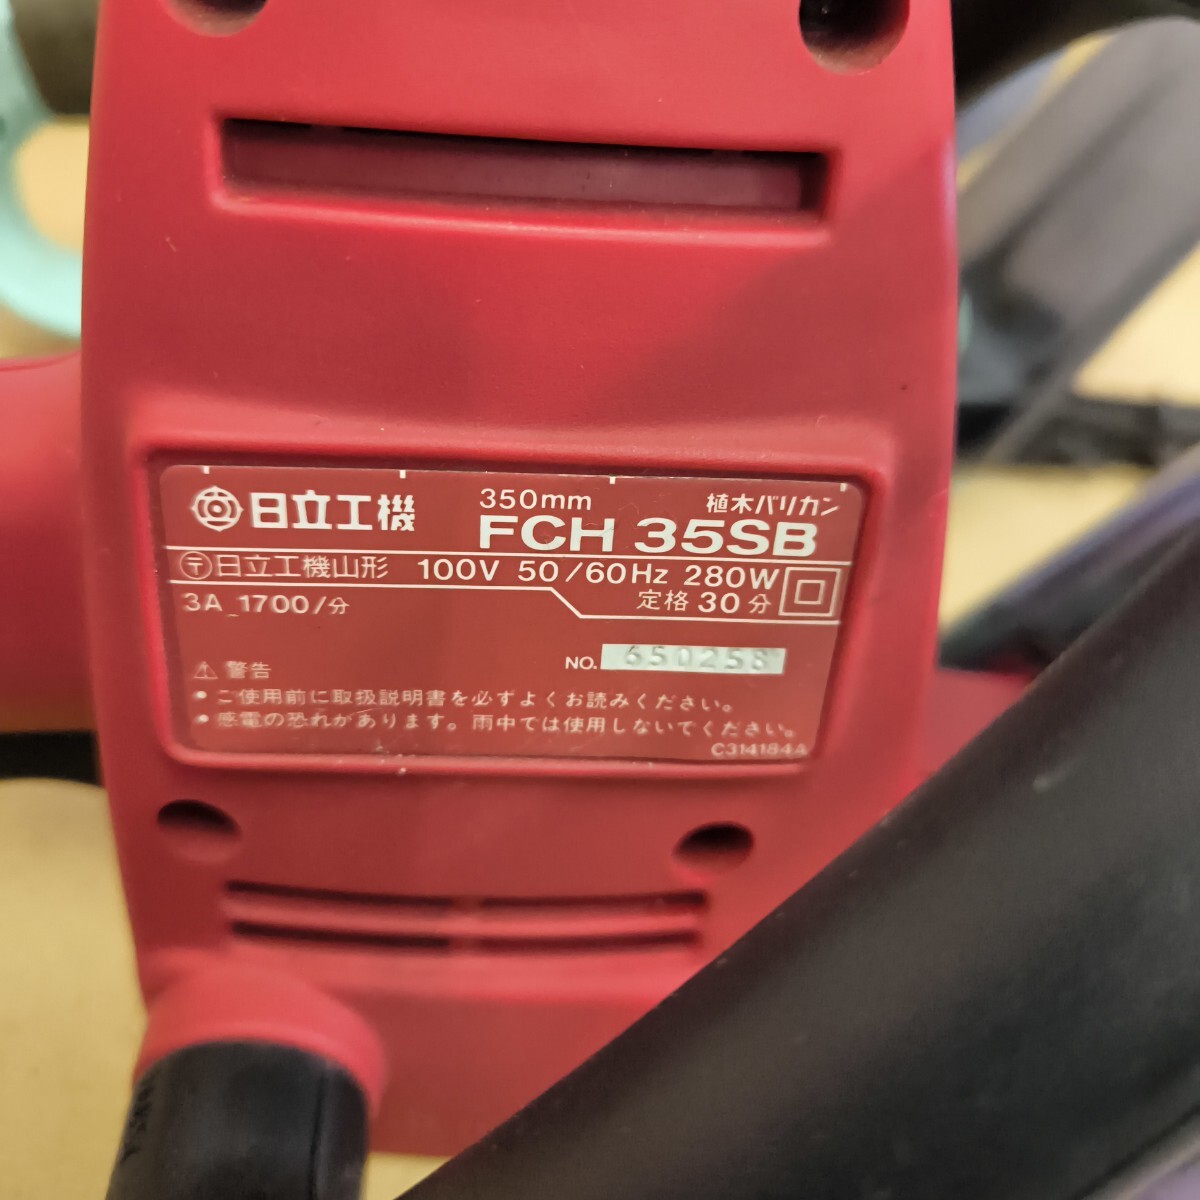 日立工機
350mm 植木バリカン
FCH 35SB
〒日立工機山形 100V 50/60Hz 280W
3A 1700/分 定格 30分
NO. 650258
⚠ 警告
• ご使用前に取扱説明書を必ずよくお読みください。
• 感電の恐れがあります。雨中では使用しないでください。
C314184A